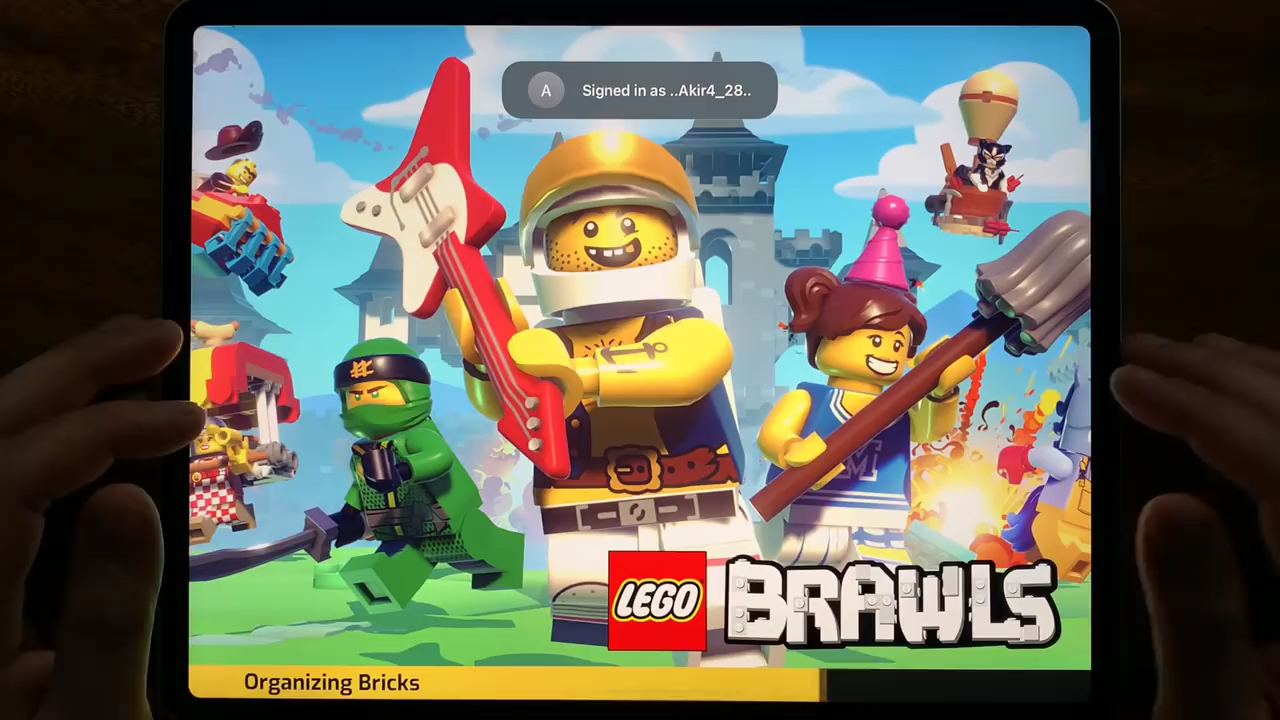 A
Signed in as ..Akir4_28..
M
LEGO
BRAWLS
Organizing Bricks